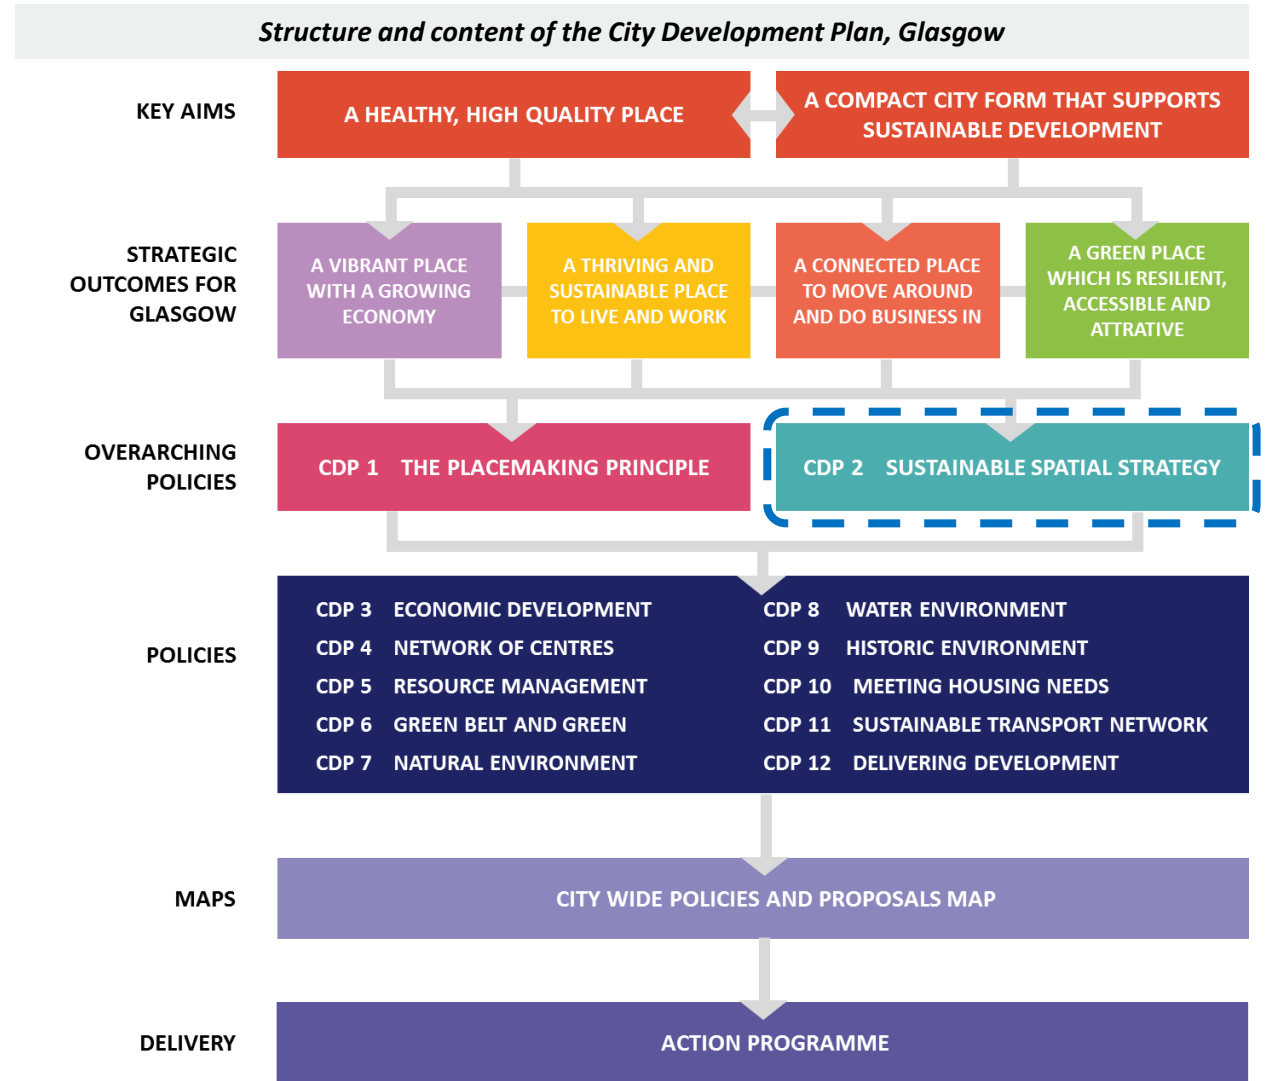 Structure and content of the City Development Plan, Glasgow
KEY AIMS
A HEALTHY, HIGH QUALITY PLACE
A COMPACT CITY FORM THAT SUPPORTS
SUSTAINABLE DEVELOPMENT
STRATEGIC
OUTCOMES FOR
GLASGOW
A VIBRANT PLACE
WITH A GROWING
ECONOMY
A THRIVING AND
SUSTAINABLE PLACE
TO LIVE AND WORK
A CONNECTED PLACE
TO MOVE AROUND
AND DO BUSINESS IN
A GREEN PLACE
WHICH IS RESILIENT,
ACCESSIBLE AND
ATTRATIVE
OVERARCHING
POLICIES
CDP 1 THE PLACEMAKING PRINCIPLE
CDP 2 SUSTAINABLE SPATIAL STRATEGY
POLICIES
CDP 3 ECONOMIC DEVELOPMENT
CDP 4 NETWORK OF CENTRES
CDP 5 RESOURCE MANAGEMENT
CDP 6 GREEN BELT AND GREEN
CDP 7 NATURAL ENVIRONMENT
CDP 8 WATER ENVIRONMENT
CDP 9 HISTORIC ENVIRONMENT
CDP 10 MEETING HOUSING NEEDS
CDP 11 SUSTAINABLE TRANSPORT NETWORK
CDP 12 DELIVERING DEVELOPMENT
MAPS
CITY WIDE POLICIES AND PROPOSALS MAP
DELIVERY
ACTION PROGRAMME